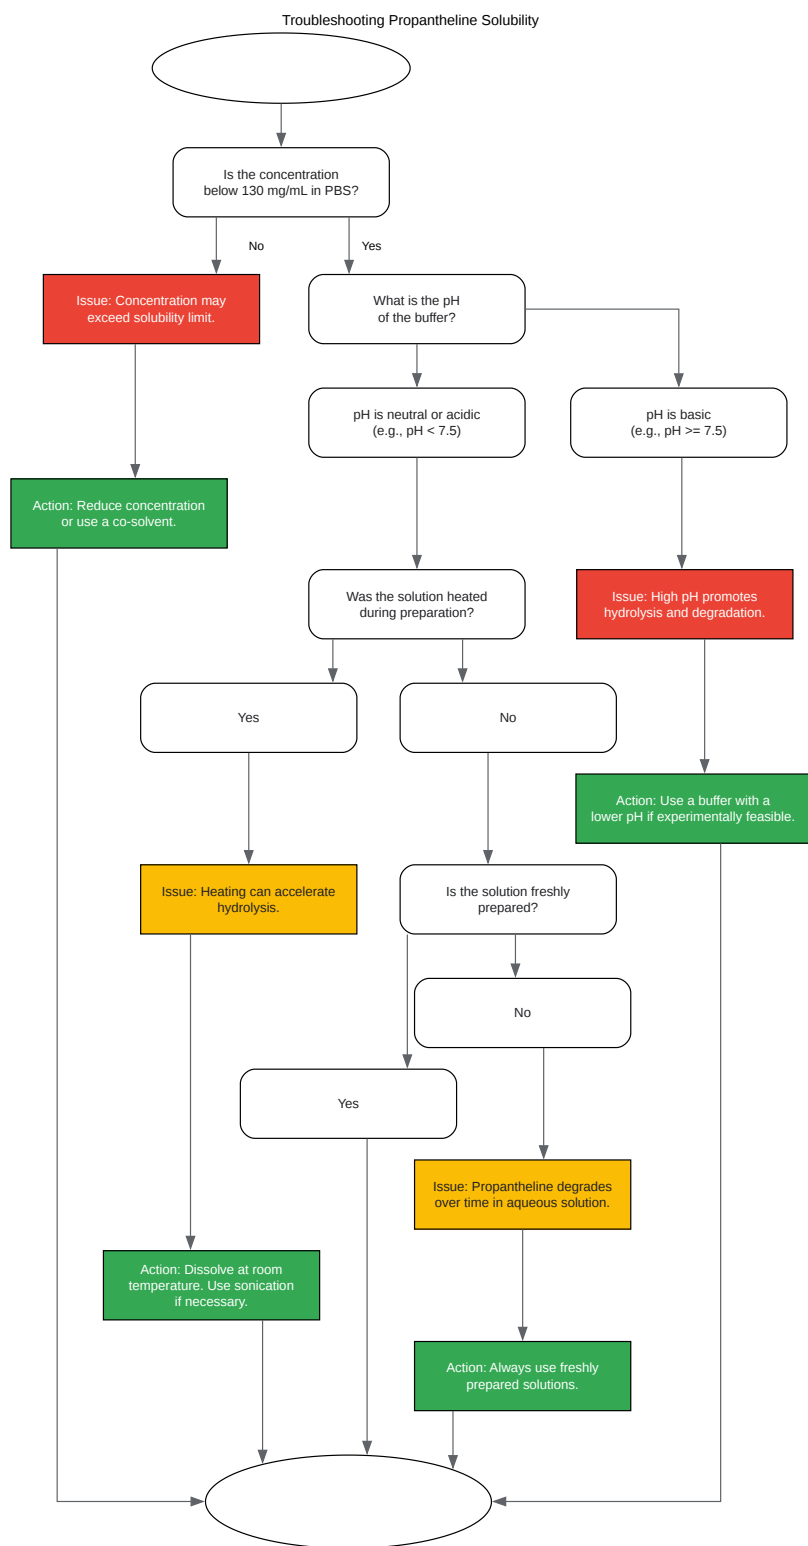 Troubleshooting Propantheline Solubility
Is the concentration
below 130 mg/mL in PBS?
No
Yes
Issue: Concentration may
exceed solubility limit.
What is the pH
of the buffer?
pH is neutral or acidic
(e.g., pH < 7.5)
pH is basic
(e.g., pH >= 7.5)
Action: Reduce concentration
or use a co-solvent.
Was the solution heated
during preparation?
Issue: High pH promotes
hydrolysis and degradation.
Yes
No
Action: Use a buffer with a
lower pH if experimentally feasible.
Issue: Heating can accelerate
hydrolysis.
Is the solution freshly
prepared?
No
Yes
Issue: Propantheline degrades
over time in aqueous solution.
Action: Dissolve at room
temperature. Use sonication
if necessary.
Action: Always use freshly
prepared solutions.